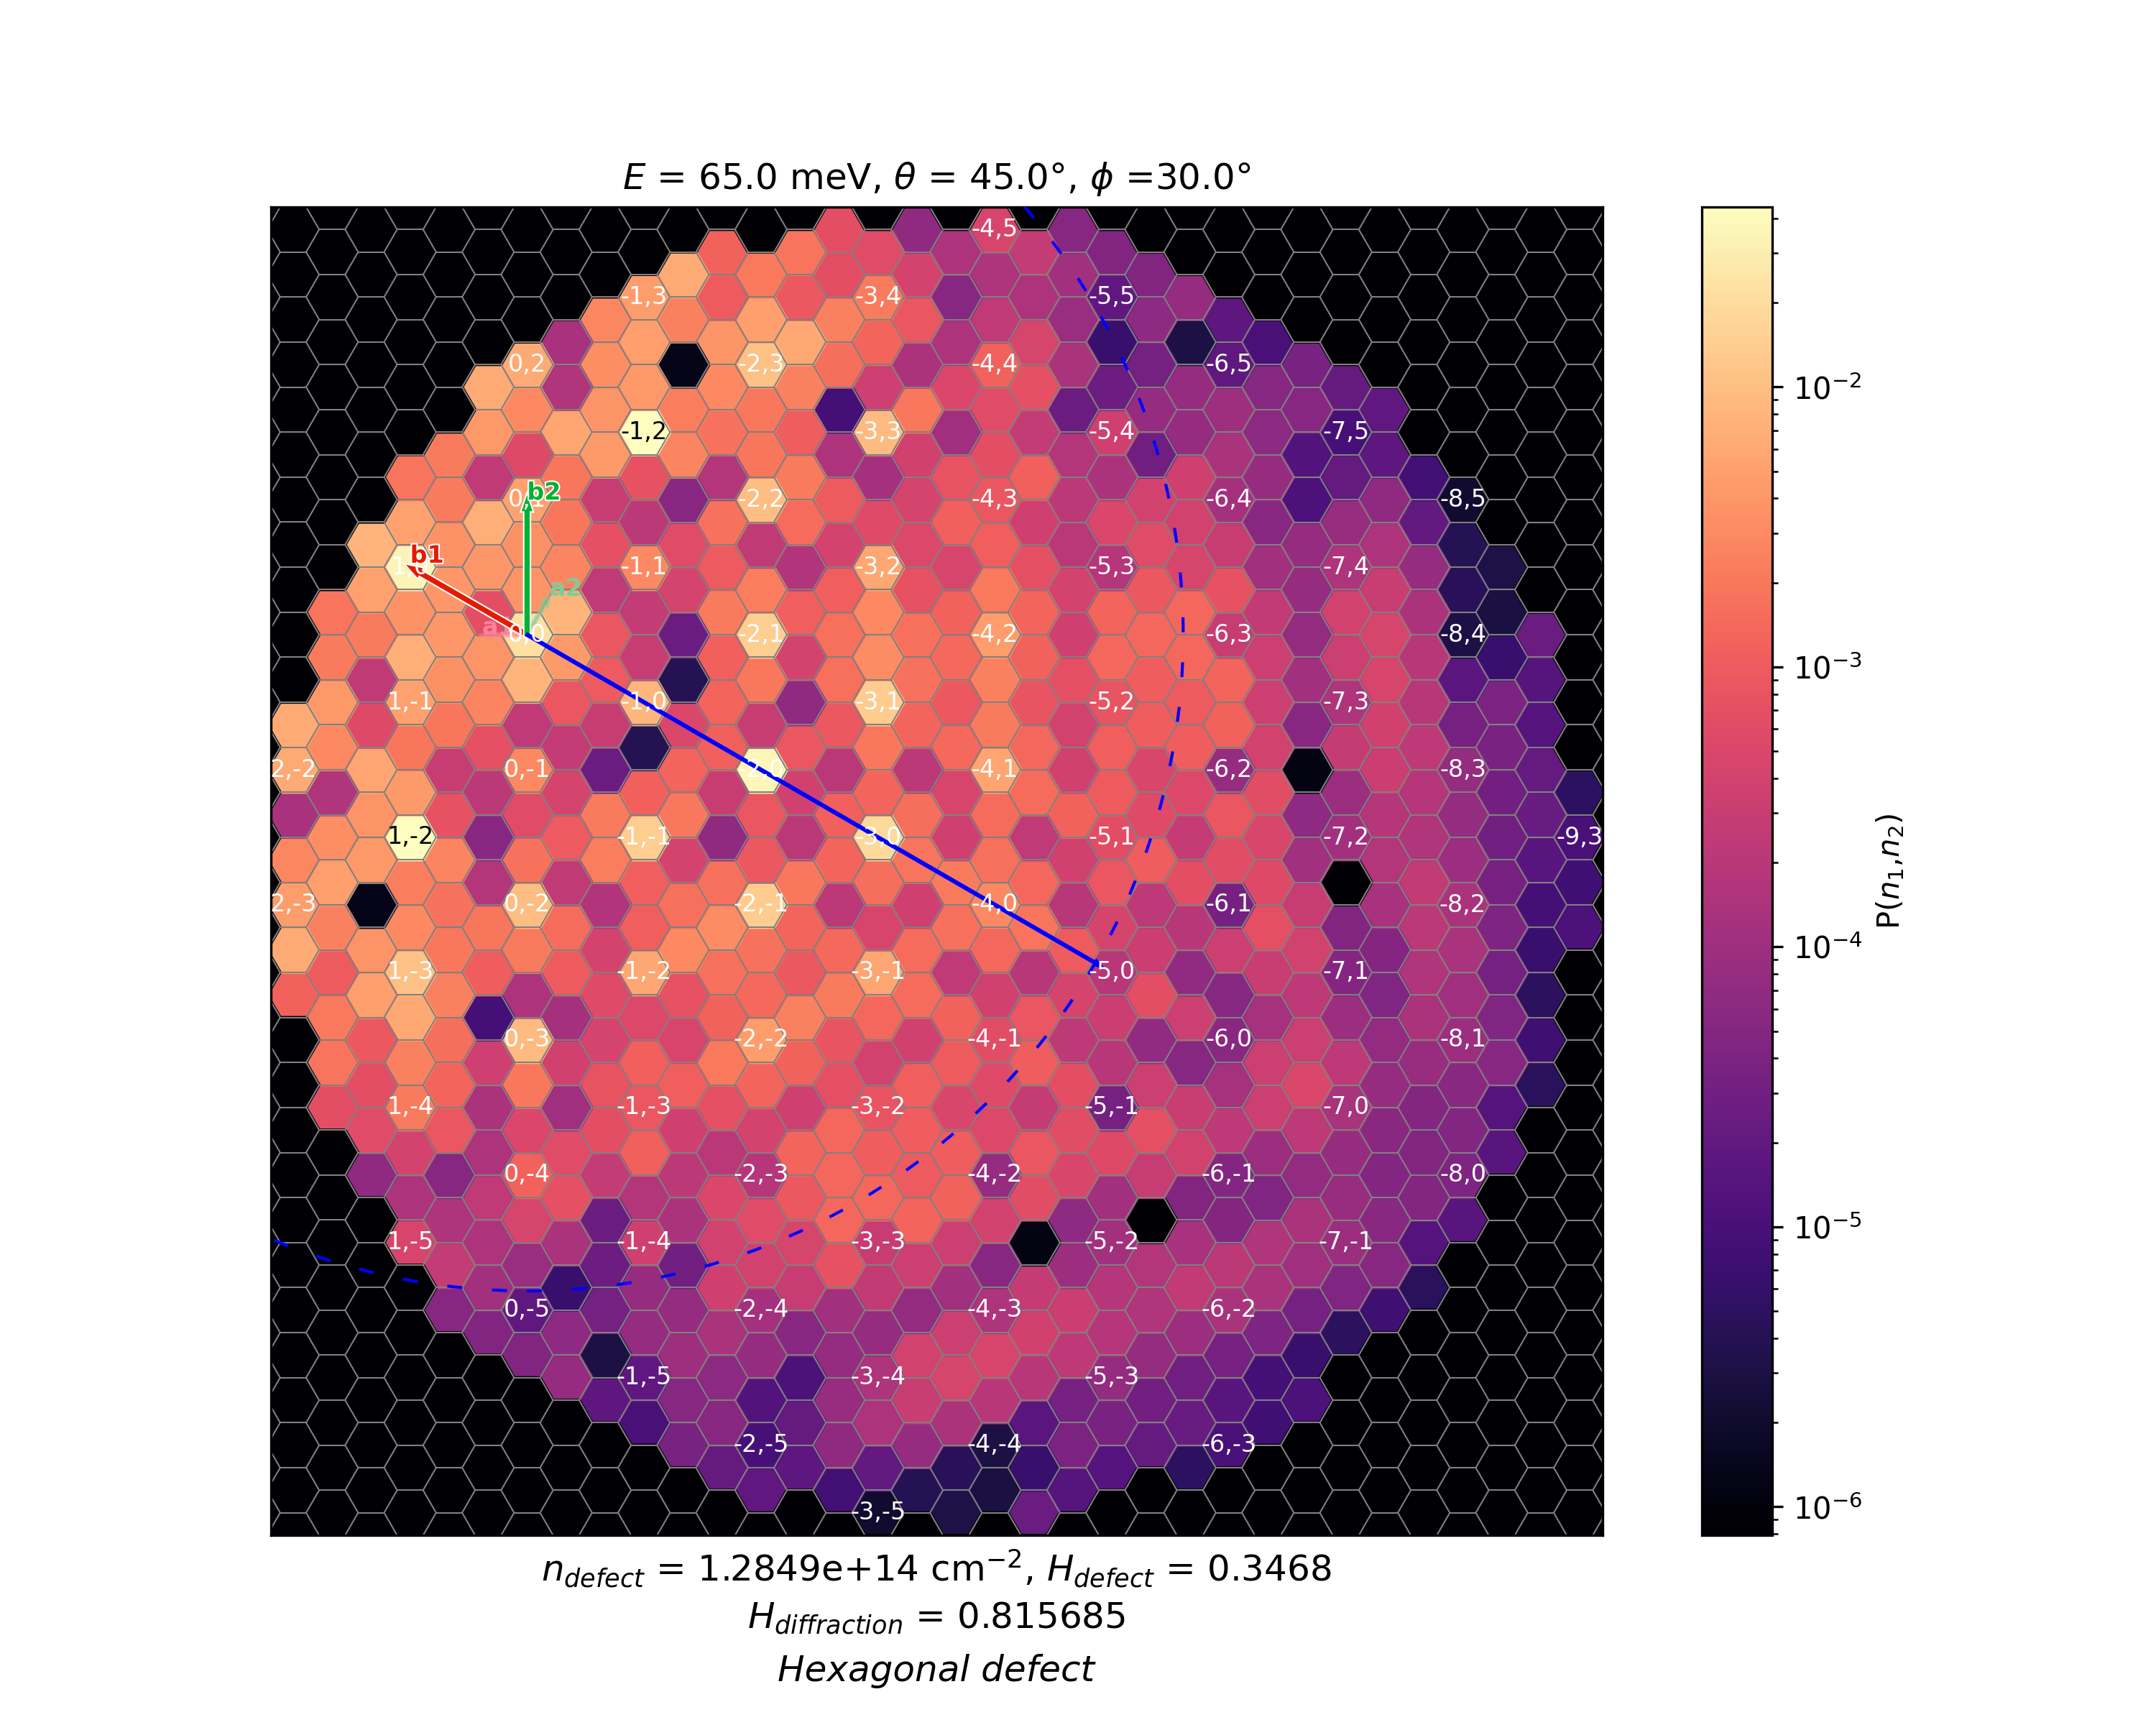 E = 65.0 meV, θ = 45.0°, ϕ =30.0°
-4,5
-1,3 -3,4 -5,5
0,2 -2,3 -4,4 -6,5
-1,2 -3,3 -5,4 -7,5
b2 -2,2 -4,3 -6,4 -8,5
b1 -1,1 -3,2 -5,3 -7,4
a2
0,0 -2,1 -4,2 -6,3 -8,4
1,-1 -1,0 -3,1 -5,2 -7,3
2,-2 0,-1 -4,1 -6,2 -8,3
1,-2 -1,-1 -3,0 -5,1 -7,2 -9,3
2,-3 0,-2 -2,-1 -4,0 -6,1 -8,2
1,-3 -1,-2 -3,-1 -5,0 -7,1
0,-3 -2,-2 -4,-1 -6,0 -8,1
1,-4 -1,-3 -3,-2 -5,-1 -7,0
0,-4 -2,-3 -4,-2 -6,-1 -8,0
1,-5 -1,-4 -3,-3 -5,-2 -7,-1
0,-5 -2,-4 -4,-3 -6,-2
-1,-5 -3,-4 -5,-3
-2,-5 -4,-4 -6,-3
-3,-5
10⁻²
10⁻³
10⁻⁴
10⁻⁵
10⁻⁶
P(n₁,n₂)
n_defect = 1.2849e+14 cm⁻², H_defect = 0.3468
H_diffraction = 0.815685
Hexagonal defect